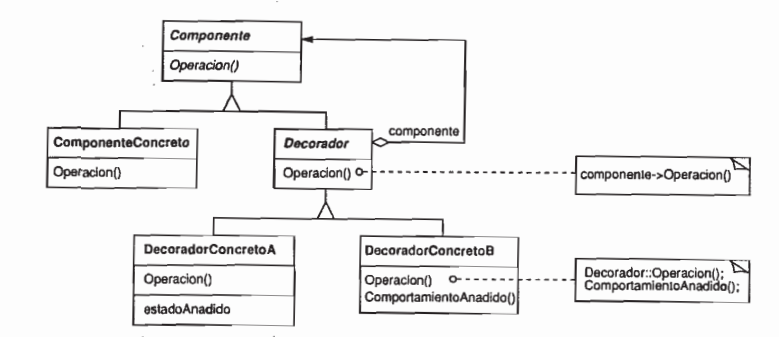 Componente
Operacion()
componente
ComponenteConcreto
Operacion()
Decorador
Operacion()
componente->Operacion()
DecoradorConcretoA
Operacion()
estadoAnadido
DecoradorConcretoB
Operacion()
ComportamientoAnadido()
Decorador::Operacion();
ComportamientoAnadido();